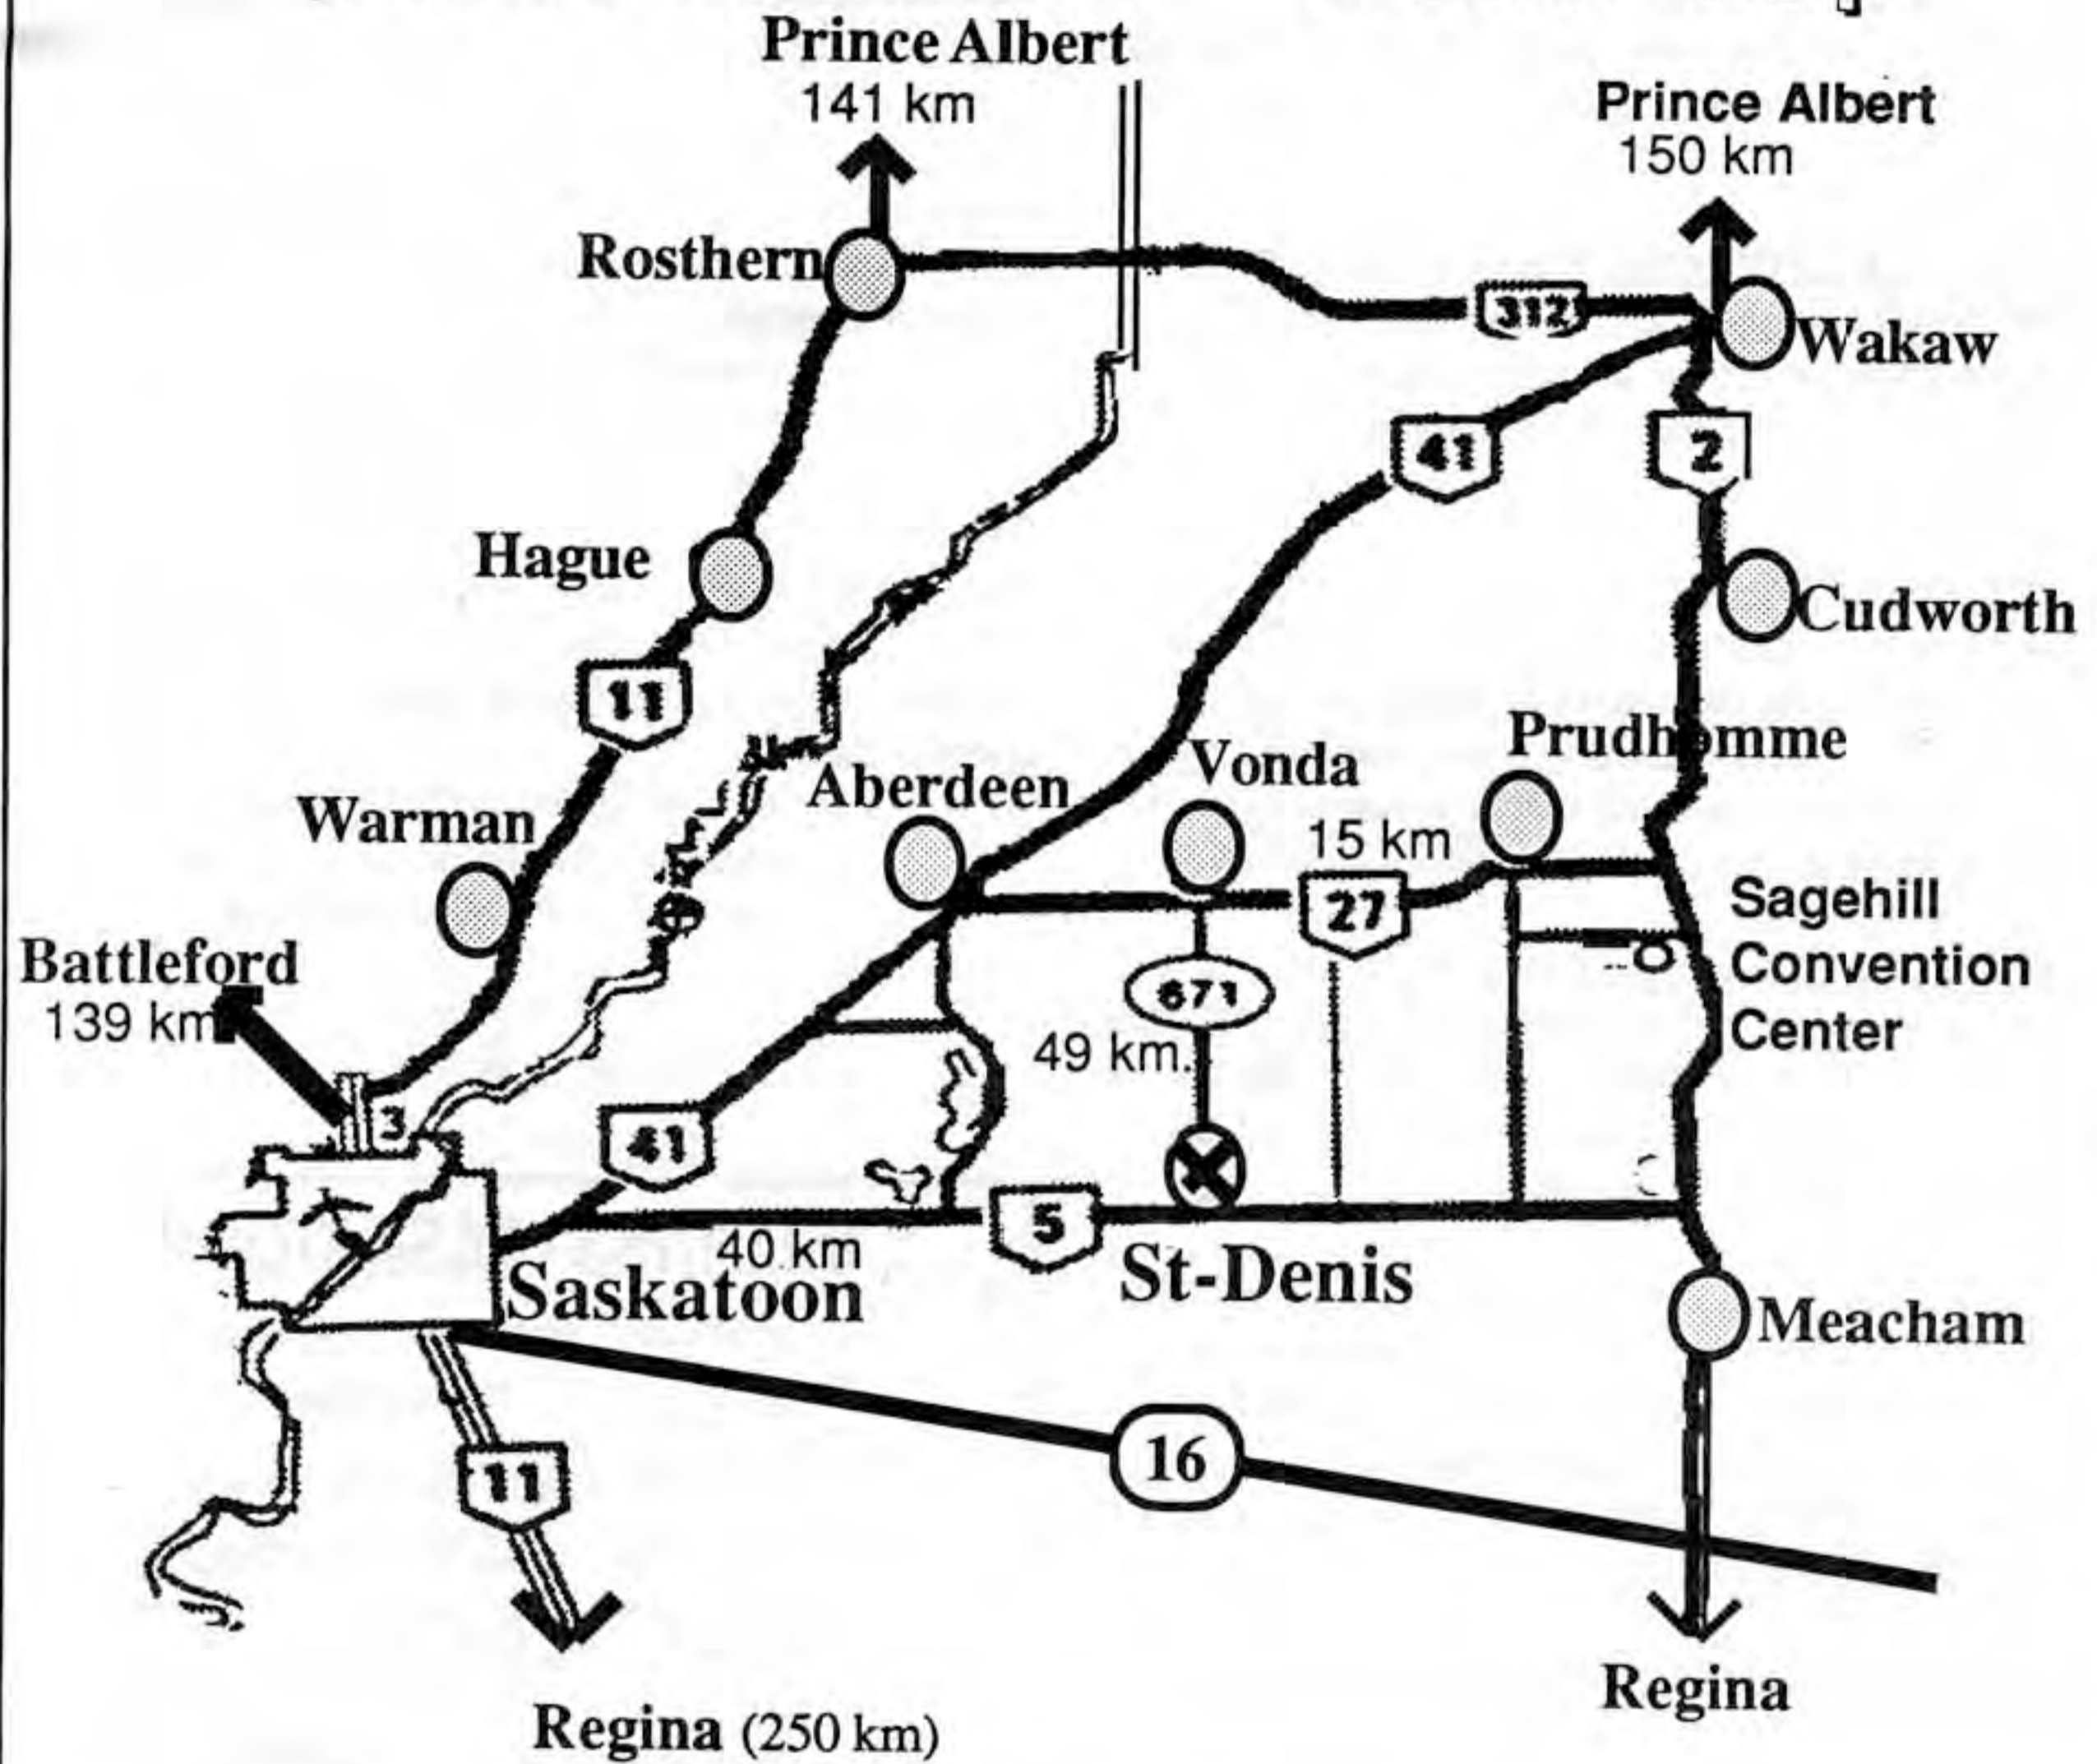 Prince Albert
141 km
Prince Albert
150 km
Rosthern
312
Wakaw
41
2
Hague
Cudworth
11
Prudhomme
Vonda
Aberdeen
Warman
15 km
27
Sagehill
Convention
Center
Battleford
139 km
671
49 km.
3
41
5
40 km
St-Denis
Saskatoon
Meacham
16
11
Regina
Regina (250 km)